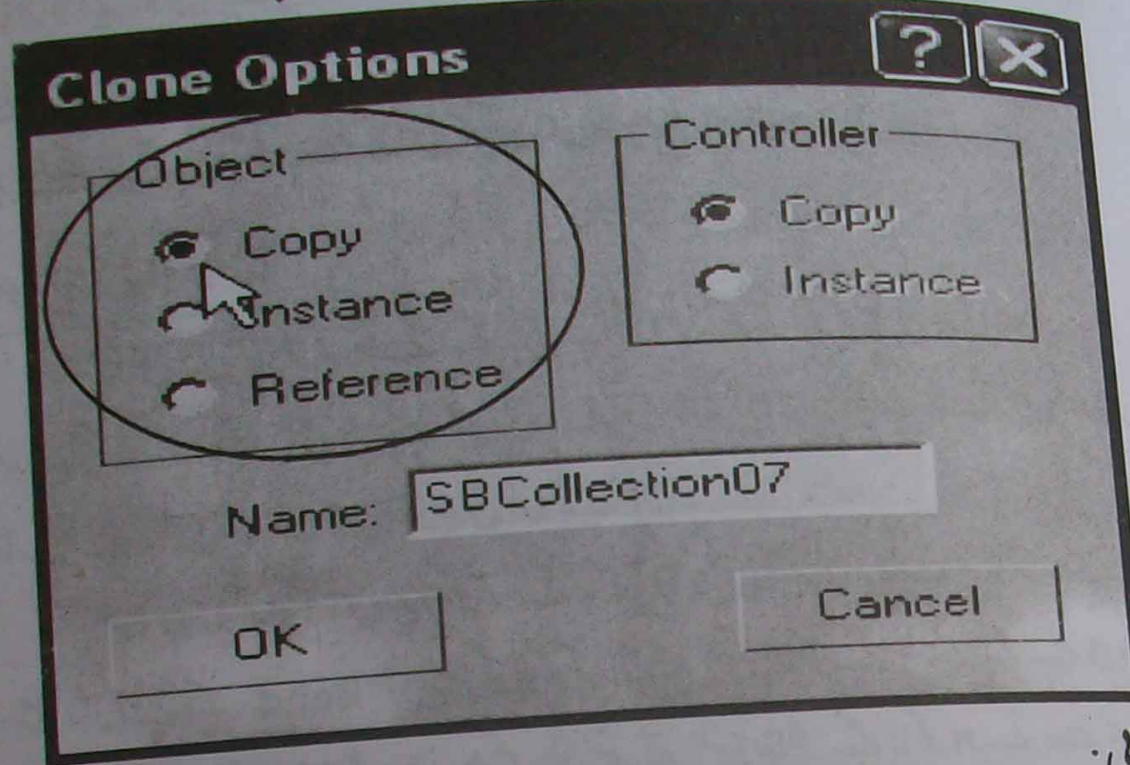 Clone Options
Object
Copy
Instance
Reference
Controller
Copy
Instance
Name: SBCollection07
OK
Cancel